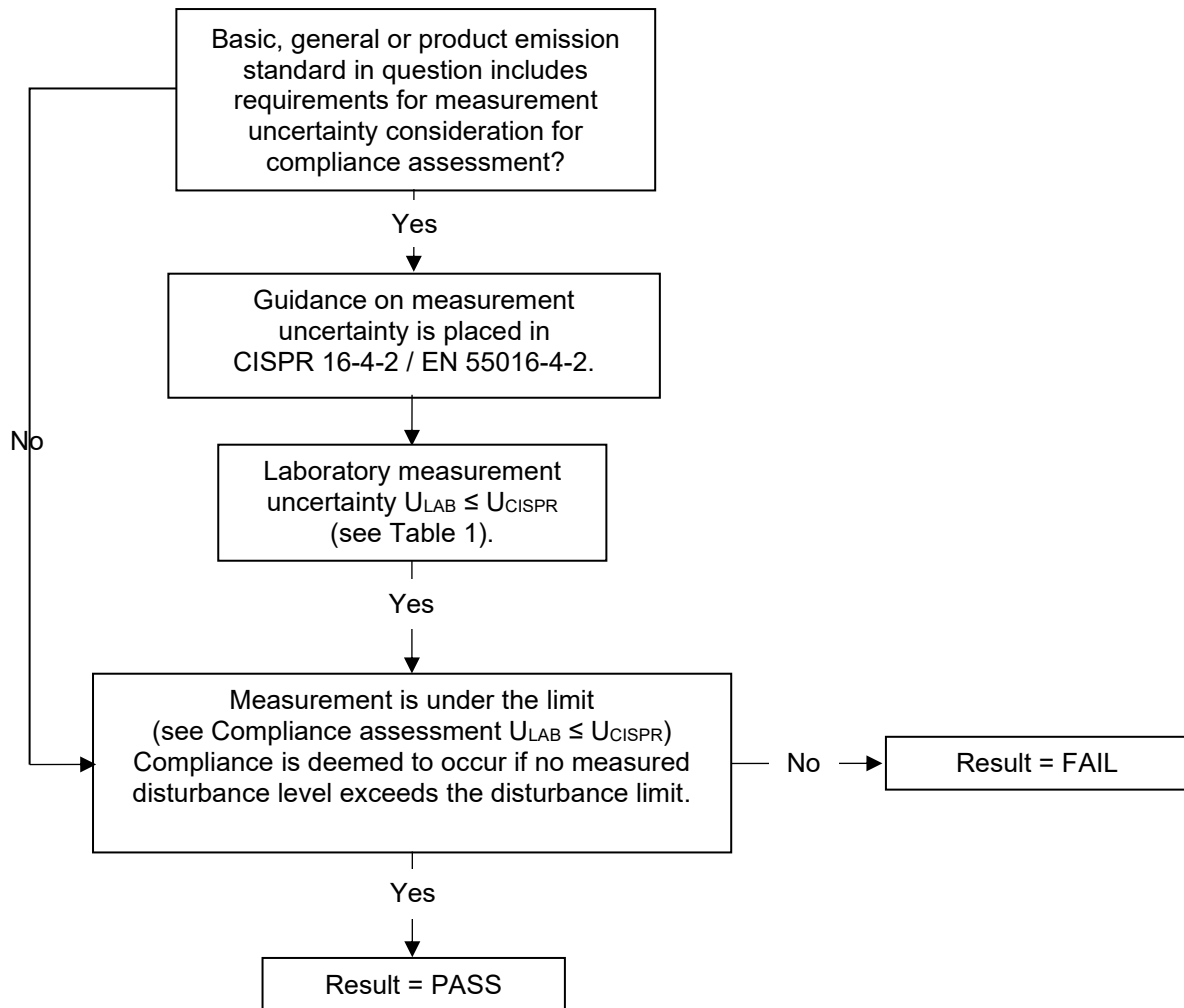 Basic, general or product emission
standard in question includes
requirements for measurement
uncertainty consideration for
compliance assessment?
Yes
Guidance on measurement
uncertainty is placed in
CISPR 16-4-2 / EN 55016-4-2.
No
Laboratory measurement
uncertainty ULAB ≤ UCISPR
(see Table 1).
Yes
Measurement is under the limit
(see Compliance assessment ULAB ≤ UCISPR)
Compliance is deemed to occur if no measured
disturbance level exceeds the disturbance limit.
No
Result = FAIL
Yes
Result = PASS